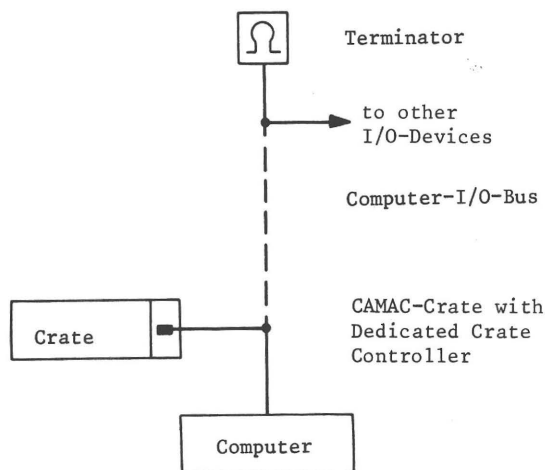 Ω
Terminator
to other
I/O-Devices
Computer-I/O-Bus
CAMAC-Crate with
Dedicated Crate
Controller
Crate
Computer